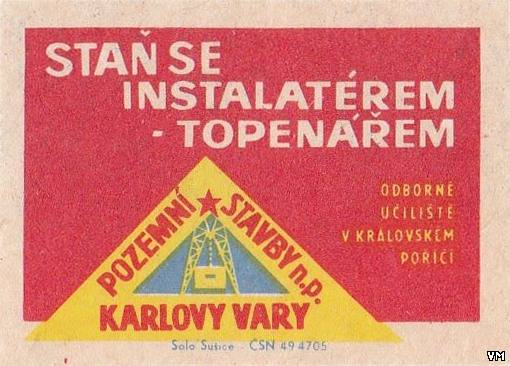 STAŇ SE
INSTALATÉREM
- TOPENÁŘEM
ODBORNÉ
UČILIŠTĚ
V KRÁLOVSKÉM
POŘÍČÍ
POZEMNÍ STAVBY n.p.
KARLOVY VARY
Solo Sušice - ČSN 49 4705
VM